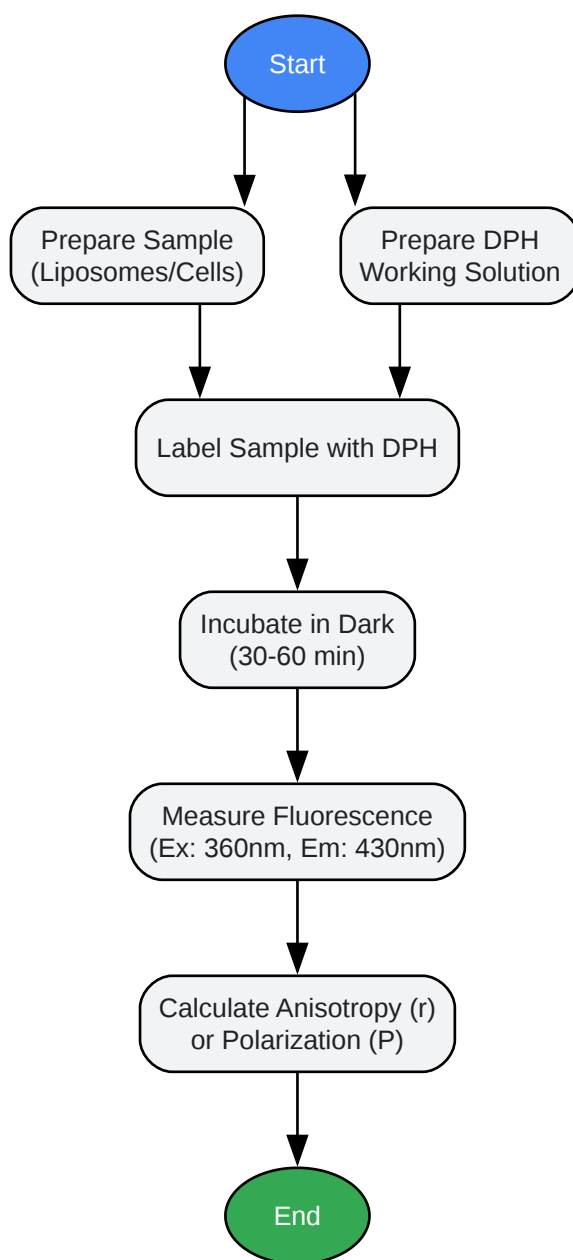 Start
Prepare Sample
(Liposomes/Cells)
Prepare DPH
Working Solution
Label Sample with DPH
Incubate in Dark
(30-60 min)
Measure Fluorescence
(Ex: 360nm, Em: 430nm)
Calculate Anisotropy (r)
or Polarization (P)
End